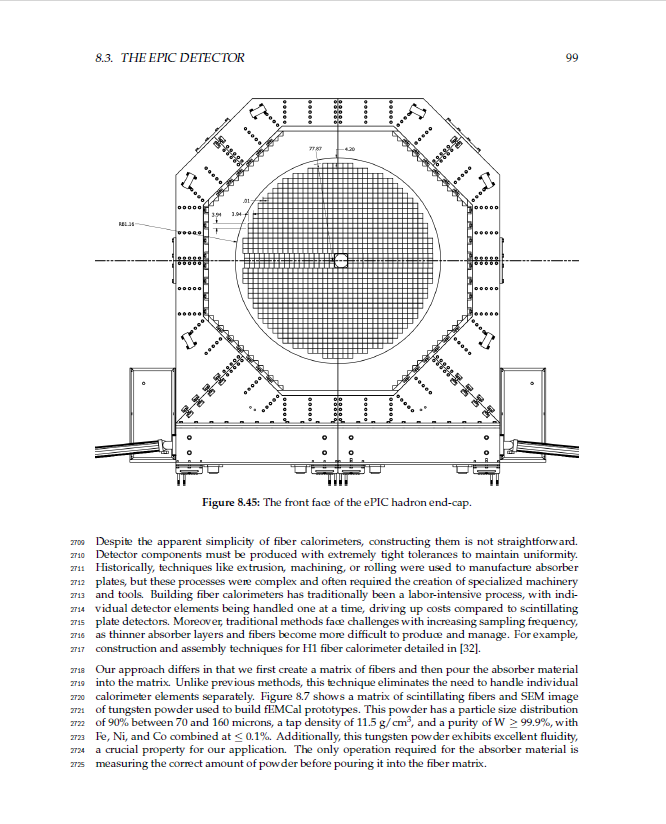 8.3. THE EPIC DETECTOR 99
77.87 4.20
.01
3.94 3.94
R81.16
Figure 8.45: The front face of the ePIC hadron end-cap.
2709 Despite the apparent simplicity of fiber calorimeters, constructing them is not straightforward.
2710 Detector components must be produced with extremely tight tolerances to maintain uniformity.
2711 Historically, techniques like extrusion, machining, or rolling were used to manufacture absorber
2712 plates, but these processes were complex and often required the creation of specialized machinery
2713 and tools. Building fiber calorimeters has traditionally been a labor-intensive process, with indi-
2714 vidual detector elements being handled one at a time, driving up costs compared to scintillating
2715 plate detectors. Moreover, traditional methods face challenges with increasing sampling frequency,
2716 as thinner absorber layers and fibers become more difficult to produce and manage. For example,
2717 construction and assembly techniques for H1 fiber calorimeter detailed in [32].
2718 Our approach differs in that we first create a matrix of fibers and then pour the absorber material
2719 into the matrix. Unlike previous methods, this technique eliminates the need to handle individual
2720 calorimeter elements separately. Figure 8.7 shows a matrix of scintillating fibers and SEM image
2721 of tungsten powder used to build fEMCal prototypes. This powder has a particle size distribution
2722 of 90% between 70 and 160 microns, a tap density of 11.5 g/cm³, and a purity of W ≥ 99.9%, with
2723 Fe, Ni, and Co combined at ≤ 0.1%. Additionally, this tungsten powder exhibits excellent fluidity,
2724 a crucial property for our application. The only operation required for the absorber material is
2725 measuring the correct amount of powder before pouring it into the fiber matrix.